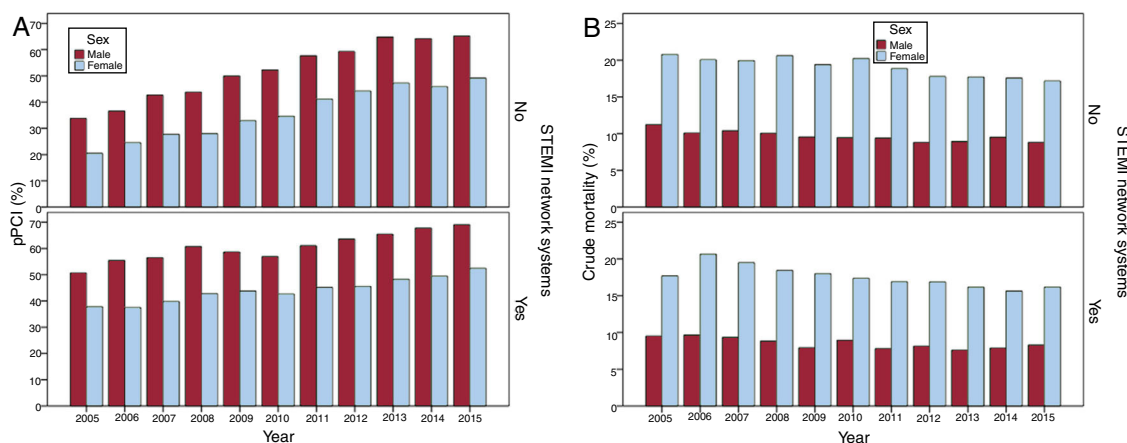 A
Sex
Male
Female
70
60
50
40
30
20
10
0
No
70
60
50
40
30
20
10
0
Yes
pPCI (%)
STEMI network systems
2005 2006 2007 2008 2009 2010 2011 2012 2013 2014 2015
Year
B
Sex
Male
Female
25
20
15
10
5
0
No
25
20
15
10
5
0
Yes
Crude mortality (%)
STEMI network systems
2005 2006 2007 2008 2009 2010 2011 2012 2013 2014 2015
Year